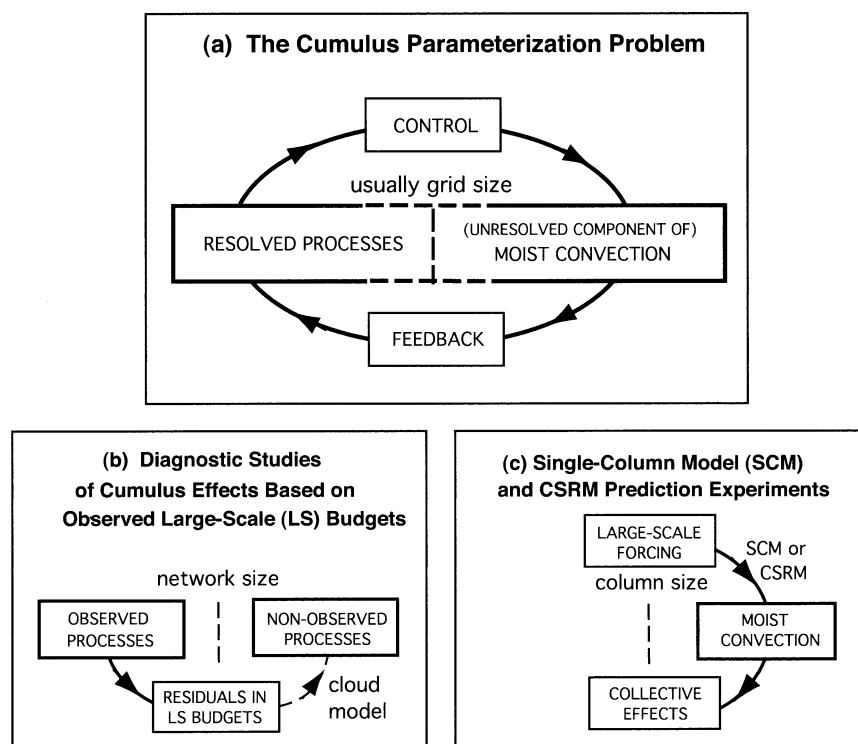 (a) The Cumulus Parameterization Problem
CONTROL
usually grid size
RESOLVED PROCESSES
(UNRESOLVED COMPONENT OF)
MOIST CONVECTION
FEEDBACK
(b) Diagnostic Studies
of Cumulus Effects Based on
Observed Large-Scale (LS) Budgets
network size
OBSERVED
PROCESSES
NON-OBSERVED
PROCESSES
RESIDUALS IN
LS BUDGETS
cloud
model
(c) Single-Column Model (SCM)
and CSRM Prediction Experiments
LARGE-SCALE
FORCING
SCM or
CSRM
column size
MOIST
CONVECTION
COLLECTIVE
EFFECTS